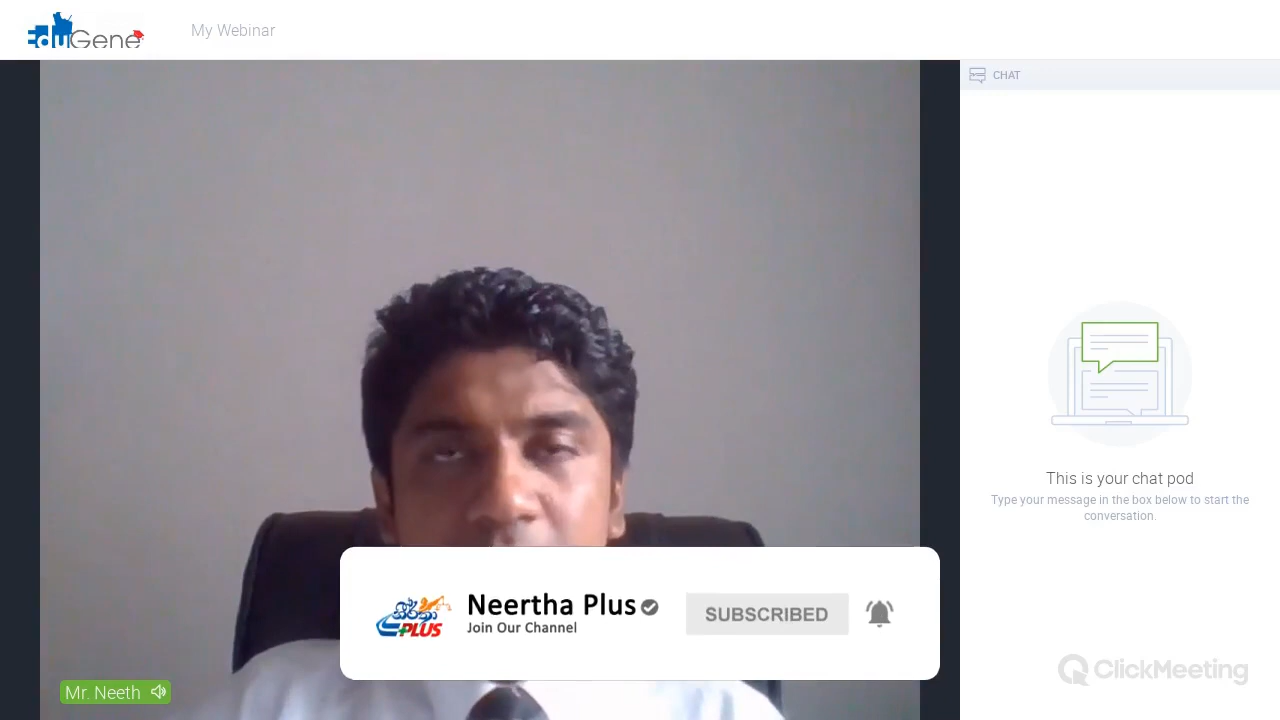 EduGene
My Webinar
CHAT
This is your chat pod
Type your message in the box below to start the
conversation.
නීර්තා
PLUS
Neertha Plus
Join Our Channel
SUBSCRIBED
ClickMeeting
Mr. Neeth